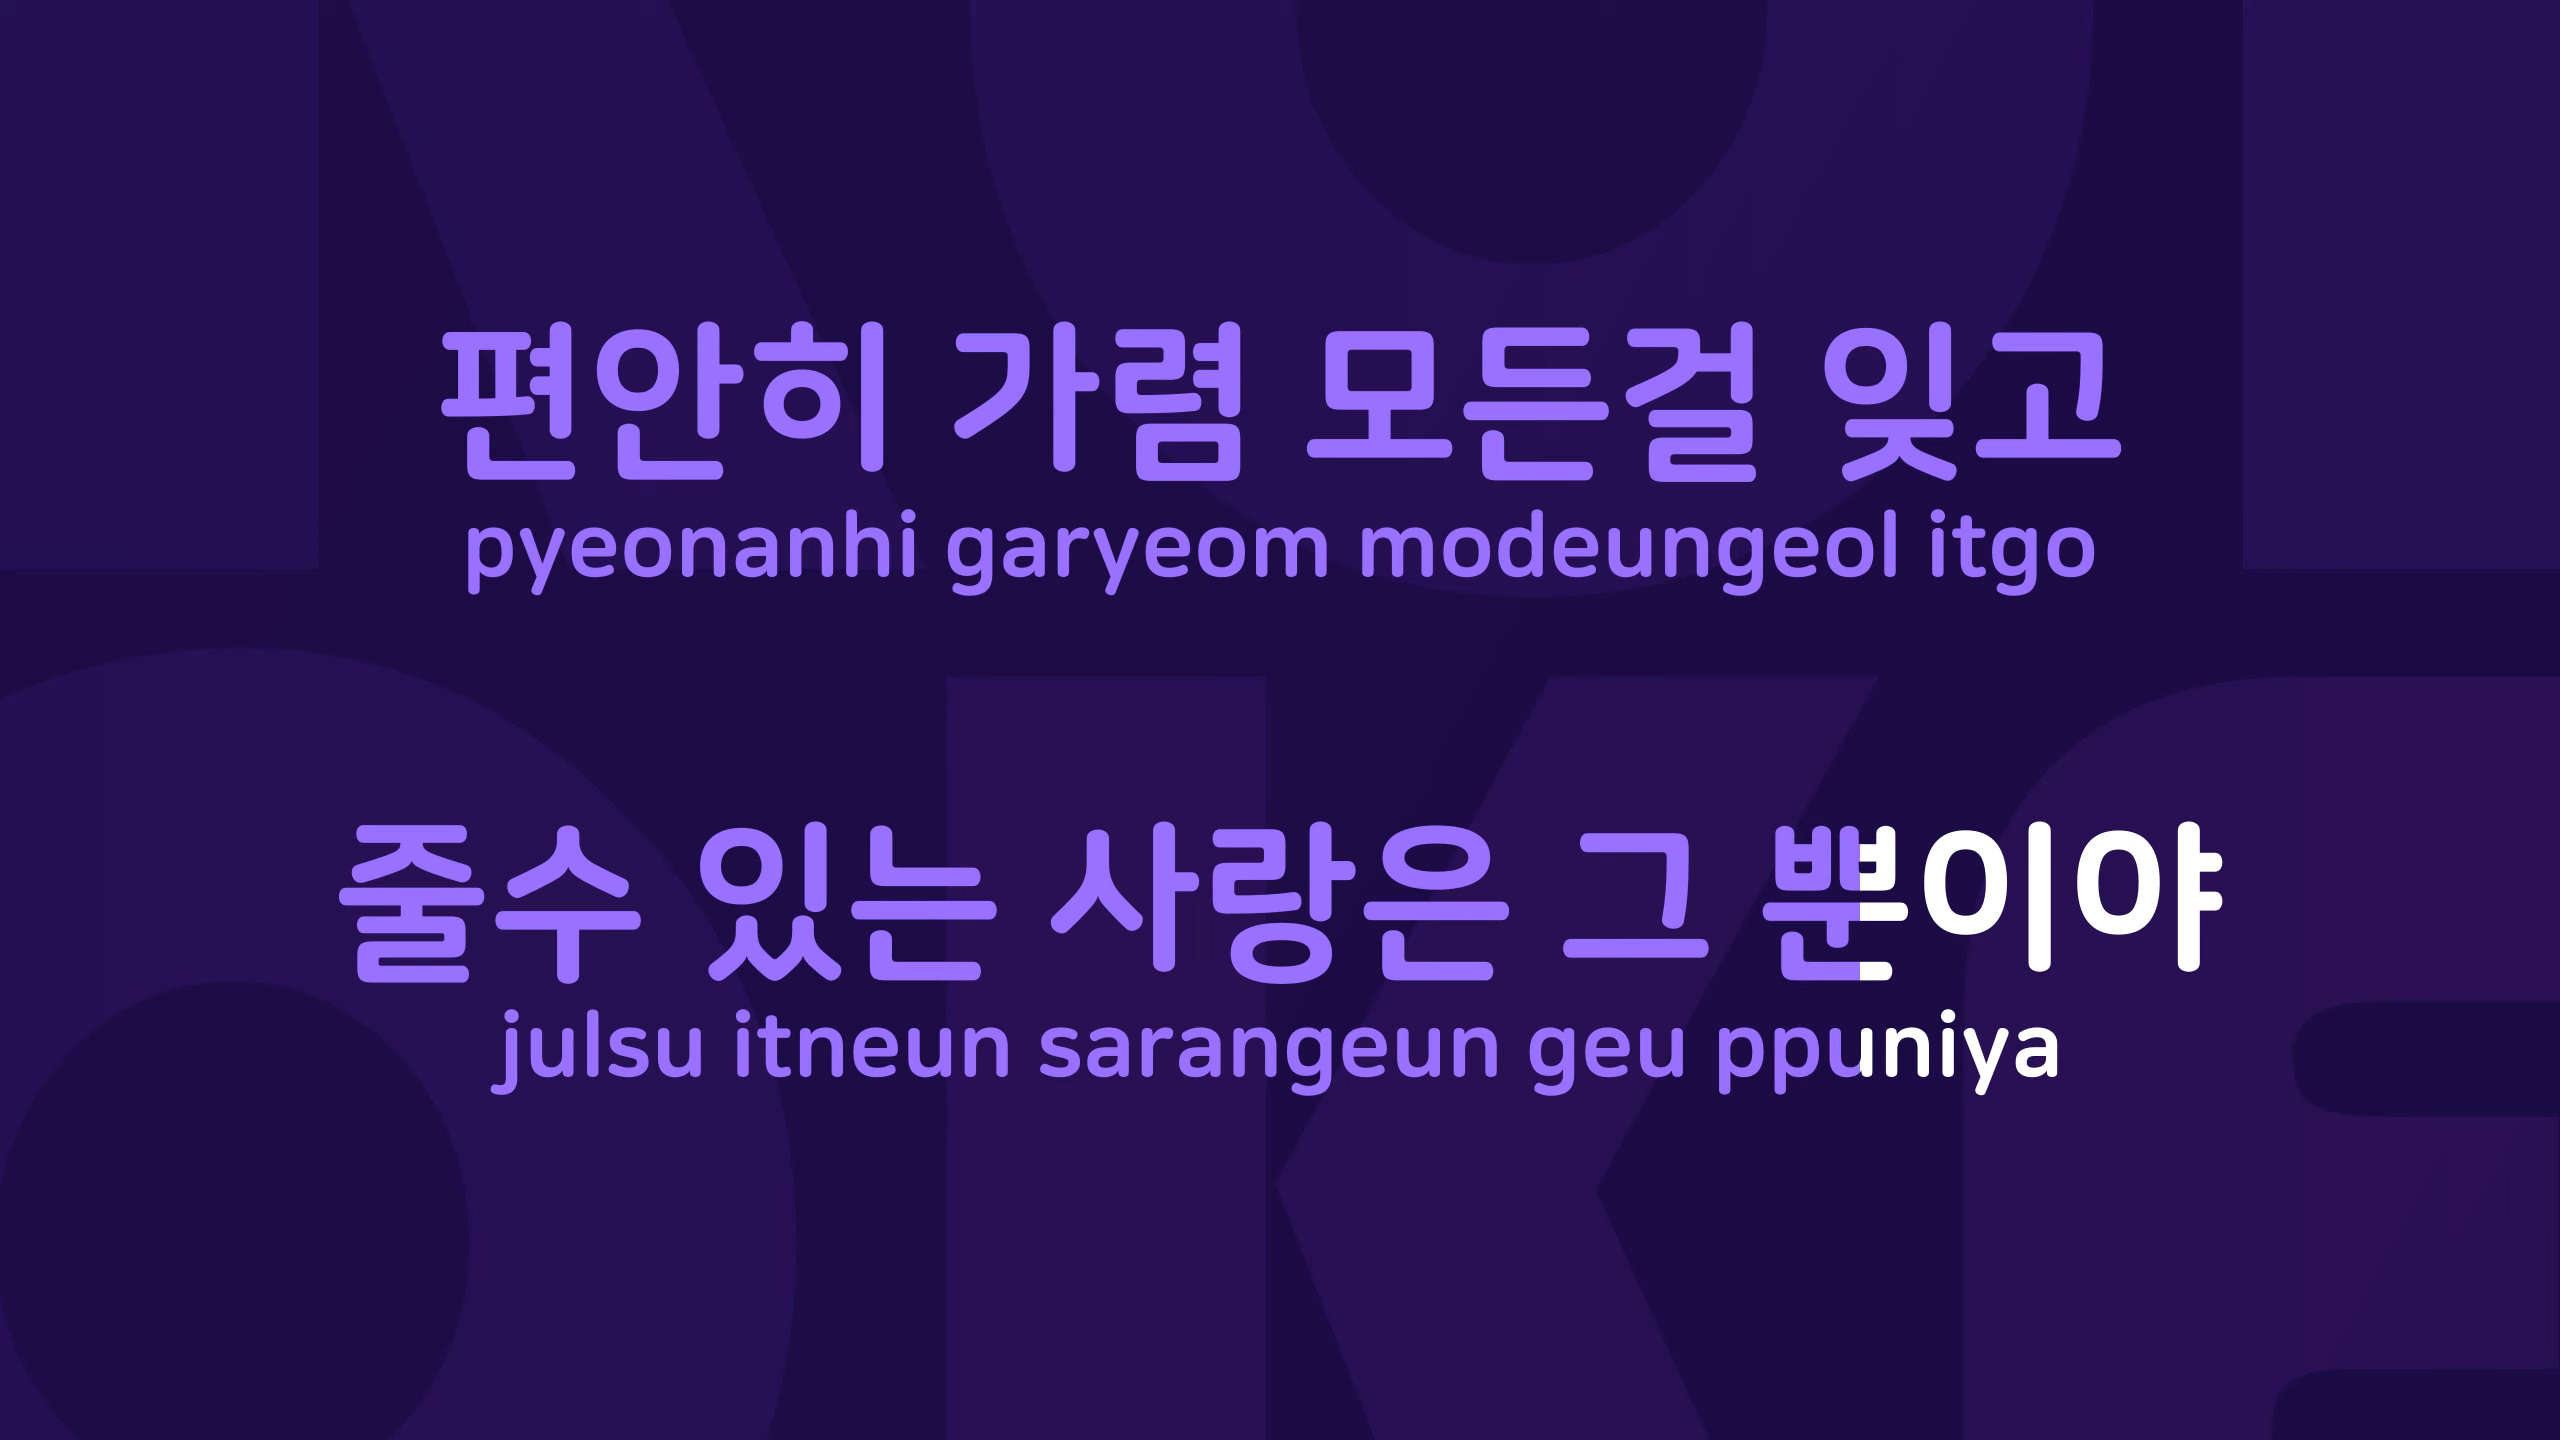 편안히 가렴 모든걸 잊고
pyeonanhi garyeom modeungeol itgo
줄수 있는 사랑은 그 뿐이야
julsu itneun sarangeun geu ppuniya